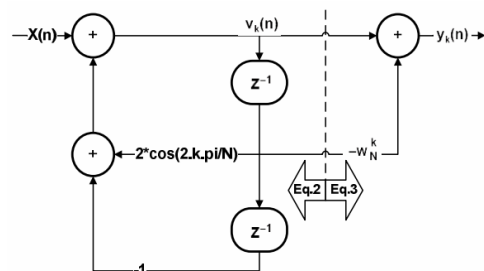 X(n)
+
v_k(n)
+
y_k(n)
z⁻¹
+
2*cos(2.k.pi/N)
−W_N^k
Eq.2
Eq.3
z⁻¹
-1